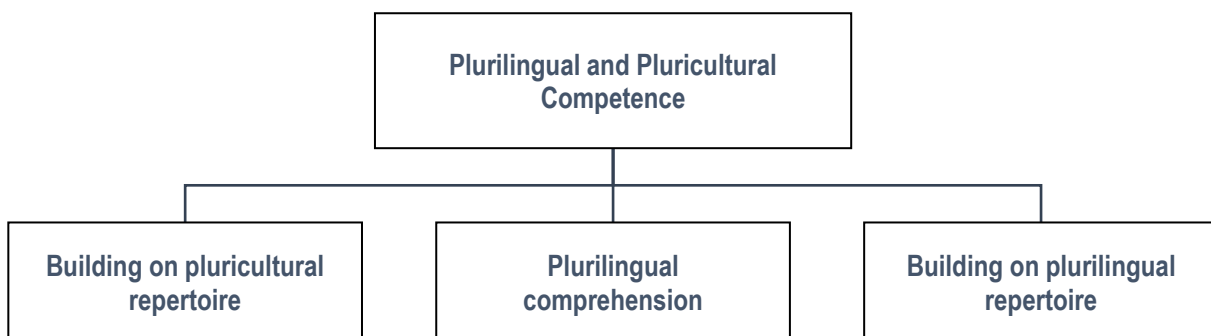 Plurilingual and Pluricultural
Competence
Building on pluricultural
repertoire
Plurilingual
comprehension
Building on plurilingual
repertoire